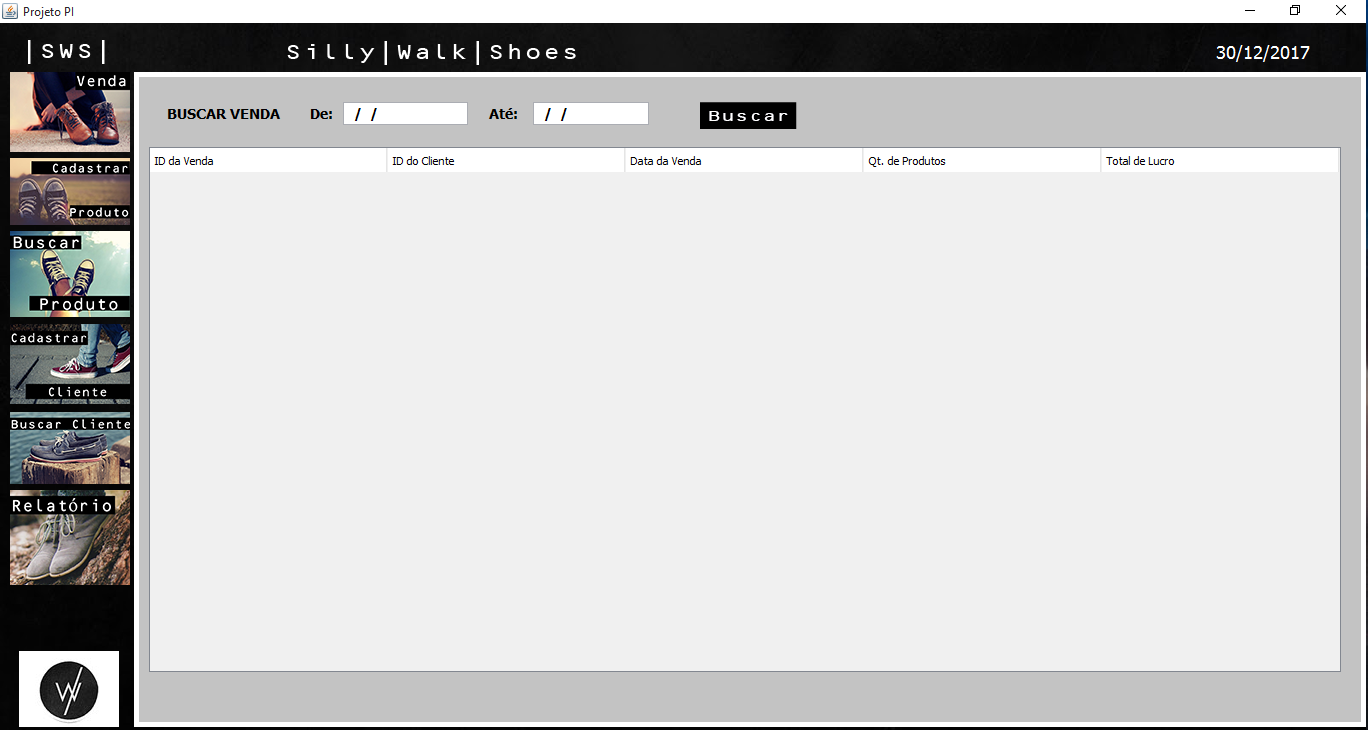 Projeto PI
|SWS|
Silly|Walk|Shoes
30/12/2017
Venda
Cadastrar
Produto
Buscar
Produto
Cadastrar
Cliente
Buscar Cliente
Relatório
BUSCAR VENDA De: / / Até: / / Buscar
ID da Venda ID do Cliente Data da Venda Qt. de Produtos Total de Lucro
W